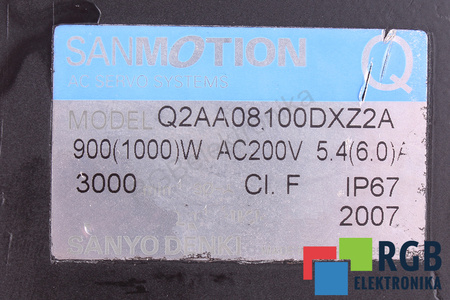 SANMOTION
Q
AC SERVO SYSTEMS
MODEL Q2AA08100DXZ2A
900(1000)W AC200V 5.4(6.0)A
3000 CI. F IP67
2007
SANYO DENKI
RGB
ELEKTRONIKA